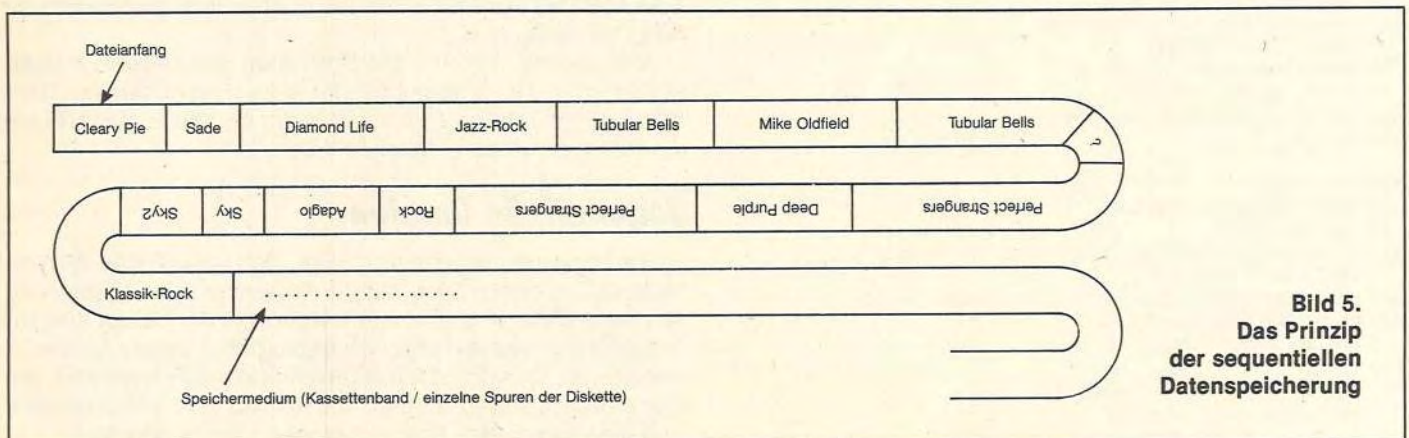 Dateianfang
Cleary Pie
Sade
Diamond Life
Jazz-Rock
Tubular Bells
Mike Oldfield
Tubular Bells
?
Perfect Strangers
Deep Purple
Perfect Strangers
Rock
Adagio
Sky
Sky2
Klassik-Rock
........................
Speichermedium (Kassettenband / einzelne Spuren der Diskette)
Bild 5.
Das Prinzip
der sequentiellen
Datenspeicherung